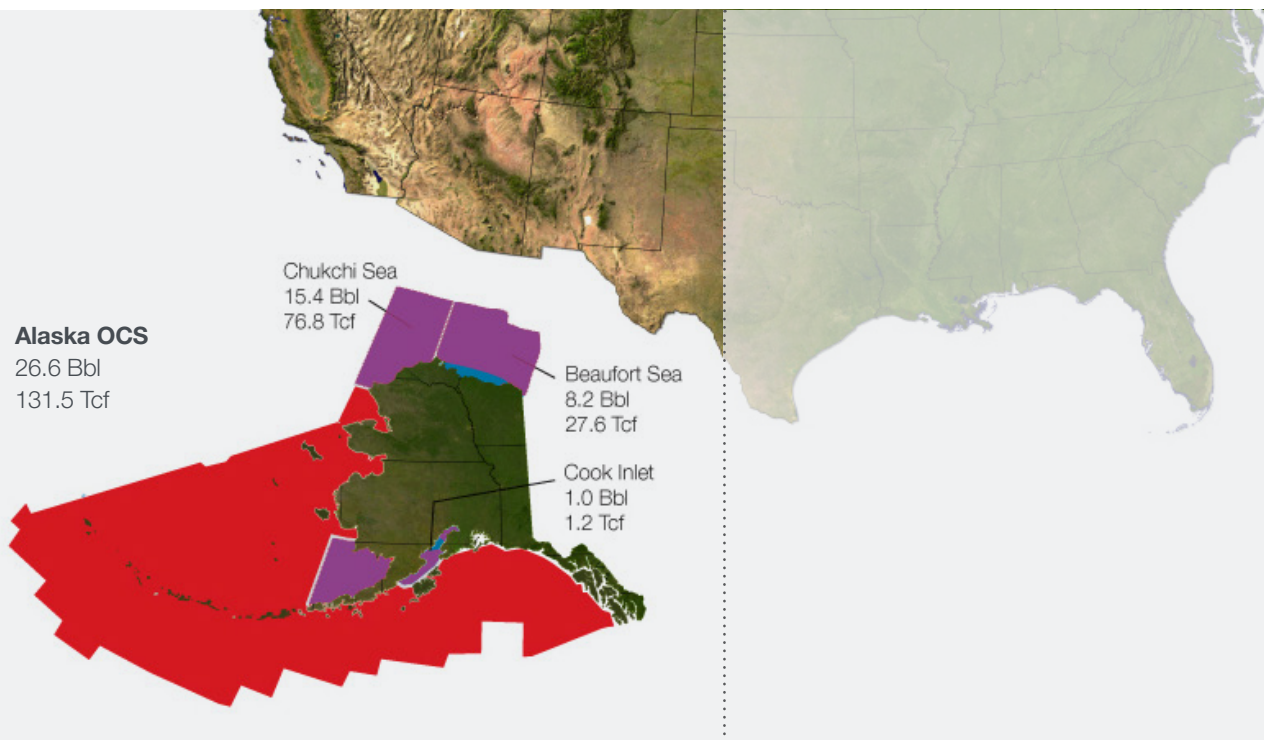 Chukchi Sea
15.4 Bbl
76.8 Tcf
Alaska OCS
26.6 Bbl
131.5 Tcf
Beaufort Sea
8.2 Bbl
27.6 Tcf
Cook Inlet
1.0 Bbl
1.2 Tcf